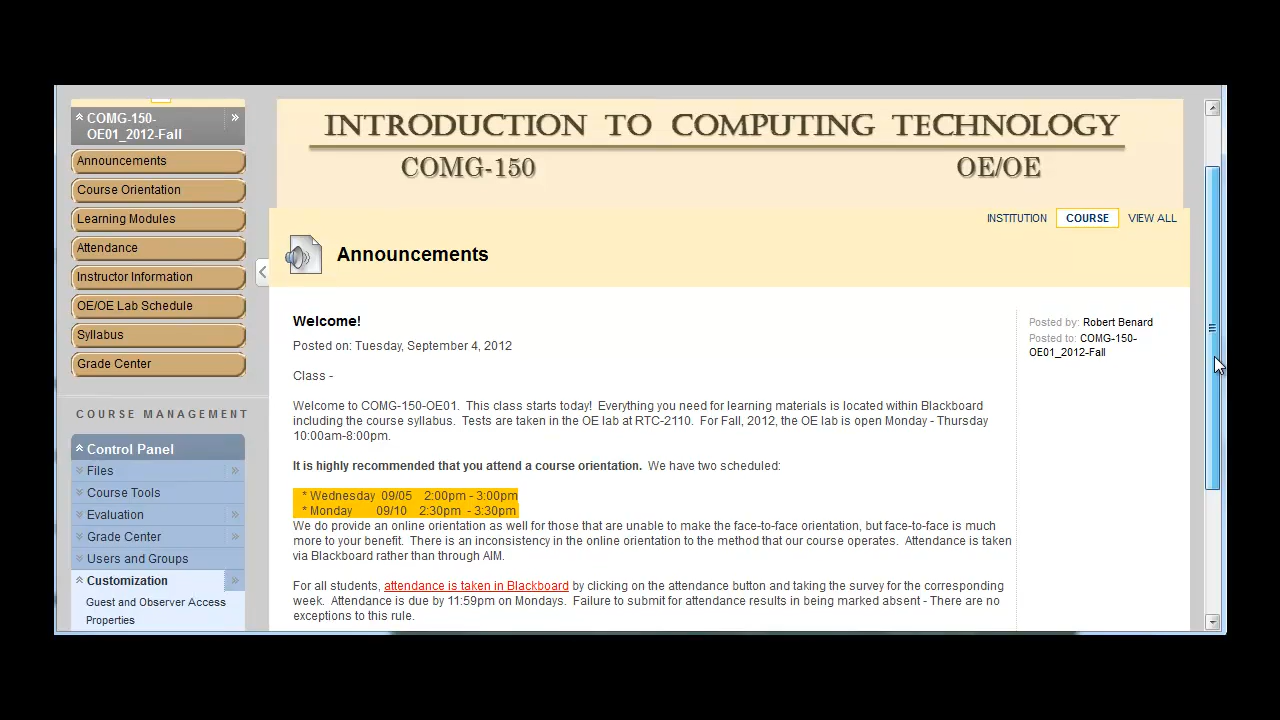 INTRODUCTION TO COMPUTING TECHNOLOGY
COMG-150 OE/OE
COMG-150-
OE01_2012-Fall
Announcements
Course Orientation
Learning Modules
Attendance
Instructor Information
OE/OE Lab Schedule
Syllabus
Grade Center
COURSE MANAGEMENT
Control Panel
Files
Course Tools
Evaluation
Grade Center
Users and Groups
Customization
Guest and Observer Access
Properties
INSTITUTION COURSE VIEW ALL
Announcements
Welcome!
Posted on: Tuesday, September 4, 2012
Class -
Welcome to COMG-150-OE01. This class starts today! Everything you need for learning materials is located within Blackboard
including the course syllabus. Tests are taken in the OE lab at RTC-2110. For Fall, 2012, the OE lab is open Monday - Thursday
10:00am-8:00pm.
It is highly recommended that you attend a course orientation. We have two scheduled:
* Wednesday 09/05 2:00pm - 3:00pm
* Monday 09/10 2:30pm - 3:30pm
We do provide an online orientation as well for those that are unable to make the face-to-face orientation, but face-to-face is much
more to your benefit. There is an inconsistency in the online orientation to the method that our course operates. Attendance is taken
via Blackboard rather than through AIM.
For all students, attendance is taken in Blackboard by clicking on the attendance button and taking the survey for the corresponding
week. Attendance is due by 11:59pm on Mondays. Failure to submit for attendance results in being marked absent - There are no
exceptions to this rule.
Posted by: Robert Benard
Posted to: COMG-150-
OE01_2012-Fall